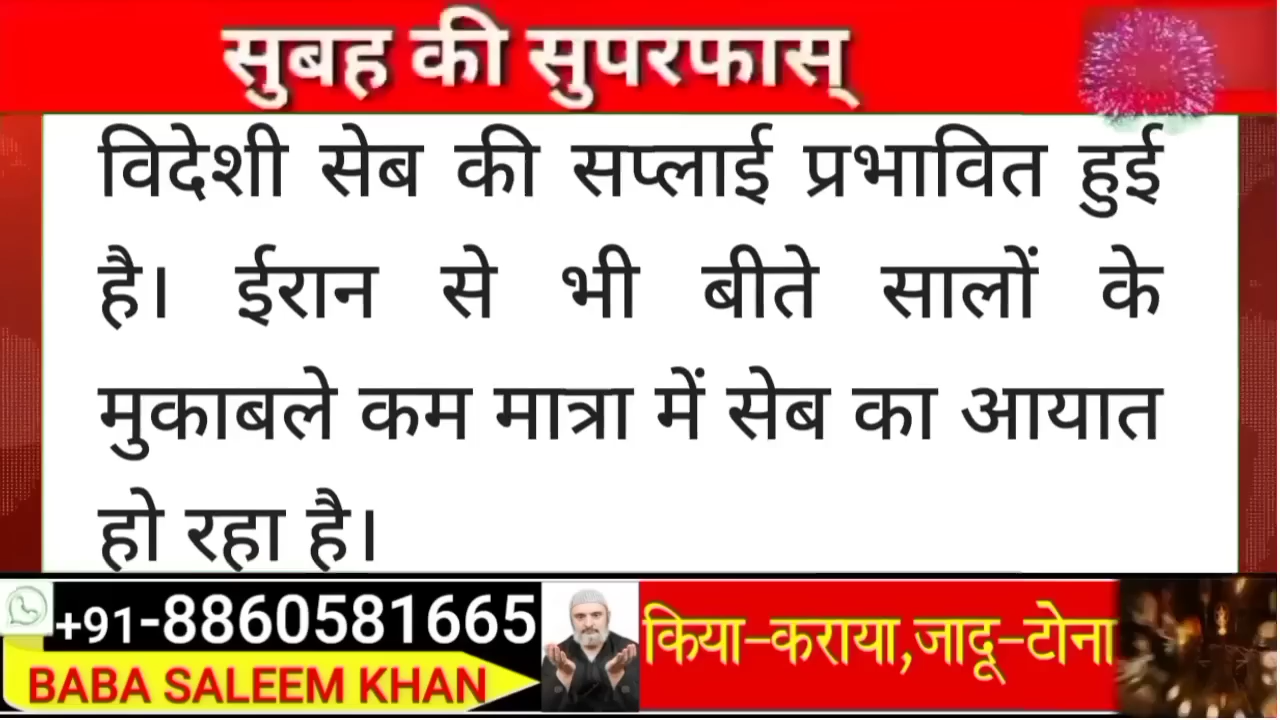 सुबह की सुपरफास्
विदेशी सेब की सप्लाई प्रभावित हुई
है। ईरान से भी बीते सालों के
मुकाबले कम मात्रा में सेब का आयात
हो रहा है।
+91-8860581665
BABA SALEEM KHAN
किया-कराया,जादू-टोना